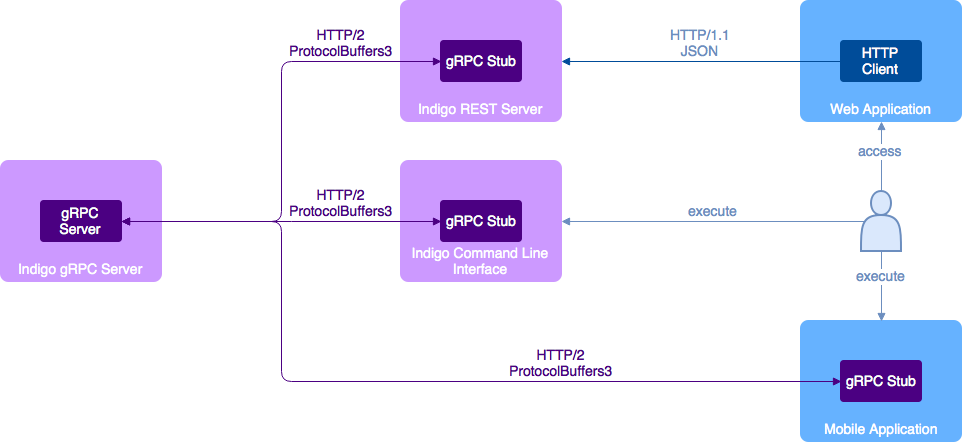 HTTP/2
ProtocolBuffers3
gRPC Stub
Indigo REST Server
HTTP/1.1
JSON
HTTP
Client
Web Application
access
gRPC
Server
Indigo gRPC Server
HTTP/2
ProtocolBuffers3
gRPC Stub
Indigo Command Line
Interface
execute
execute
HTTP/2
ProtocolBuffers3
gRPC Stub
Mobile Application